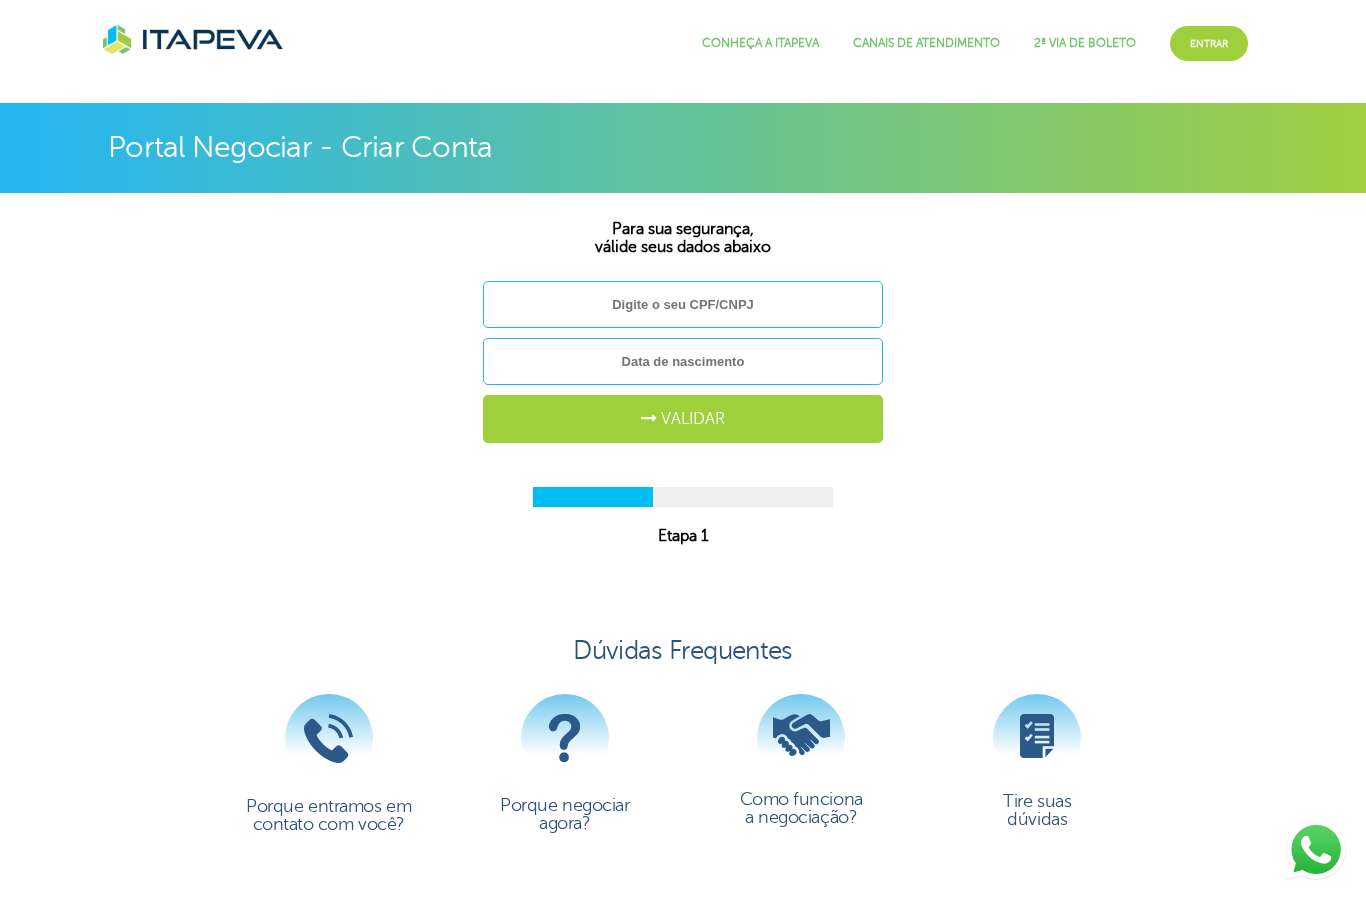 ITAPEVA
CONHEÇA A ITAPEVA
CANAIS DE ATENDIMENTO
2ª VIA DE BOLETO
ENTRAR
Portal Negociar - Criar Conta
Para sua segurança,
válide seus dados abaixo
Digite o seu CPF/CNPJ
Data de nascimento
VALIDAR
Etapa 1
Dúvidas Frequentes
Porque entramos em
contato com você?
Porque negociar
agora?
Como funciona
a negociação?
Tire suas
dúvidas